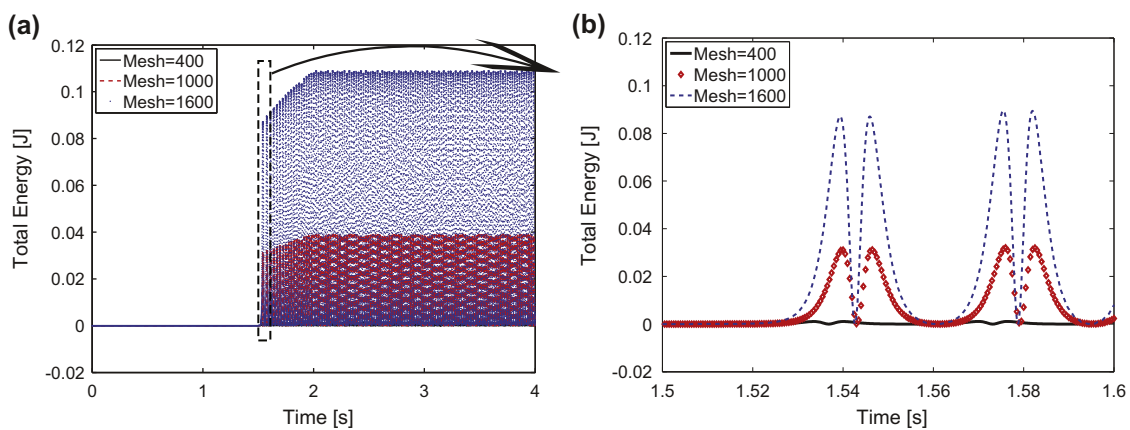 (a)
0.12
0.1
0.08
0.06
0.04
0.02
0
-0.02
Total Energy [J]
Mesh=400
Mesh=1000
Mesh=1600
0
1
2
3
4
Time [s]
(b)
0.12
0.1
0.08
0.06
0.04
0.02
0
-0.02
Total Energy [J]
Mesh=400
Mesh=1000
Mesh=1600
1.5
1.52
1.54
1.56
1.58
1.6
Time [s]